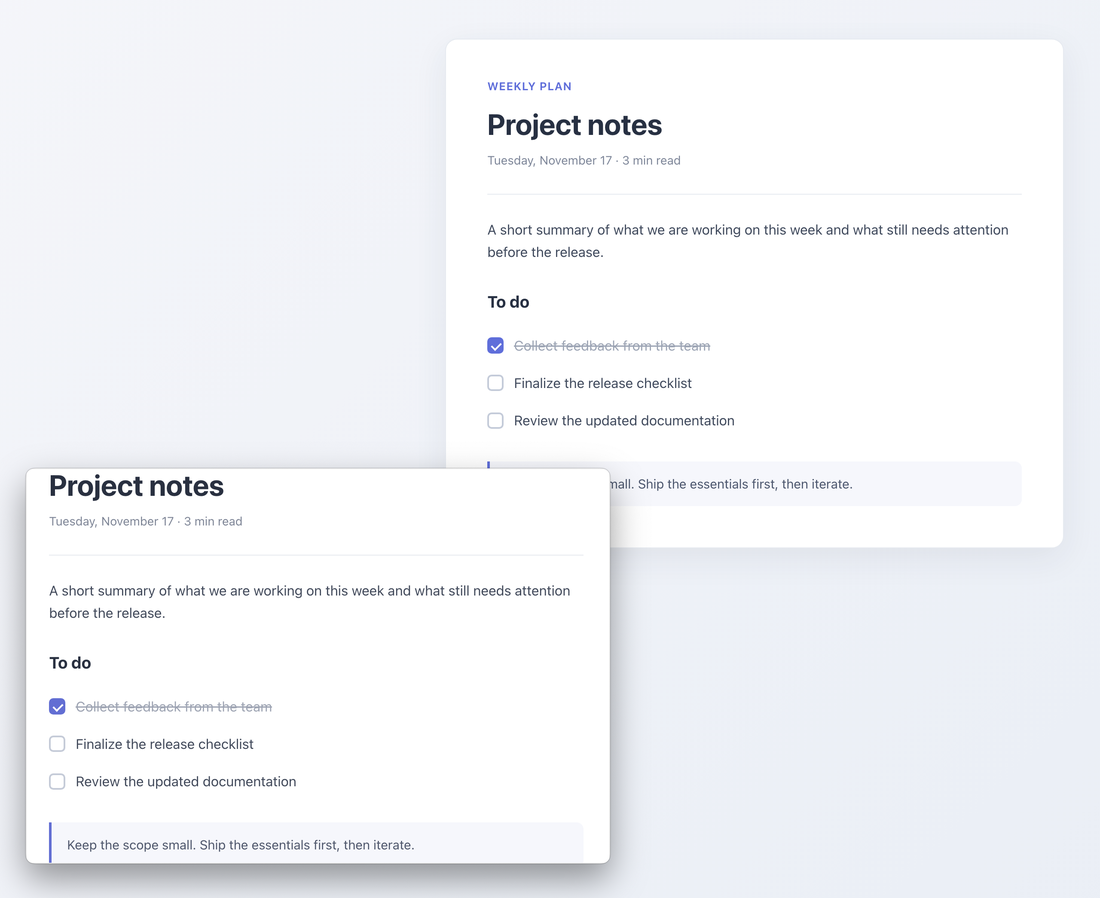 WEEKLY PLAN
Project notes
Tuesday, November 17 · 3 min read
A short summary of what we are working on this week and what still needs attention
before the release.
To do
Collect feedback from the team
Finalize the release checklist
Review the updated documentation
Ship the essentials first, then iterate.
Project notes
Tuesday, November 17 · 3 min read
A short summary of what we are working on this week and what still needs attention
before the release.
To do
Collect feedback from the team
Finalize the release checklist
Review the updated documentation
Keep the scope small. Ship the essentials first, then iterate.